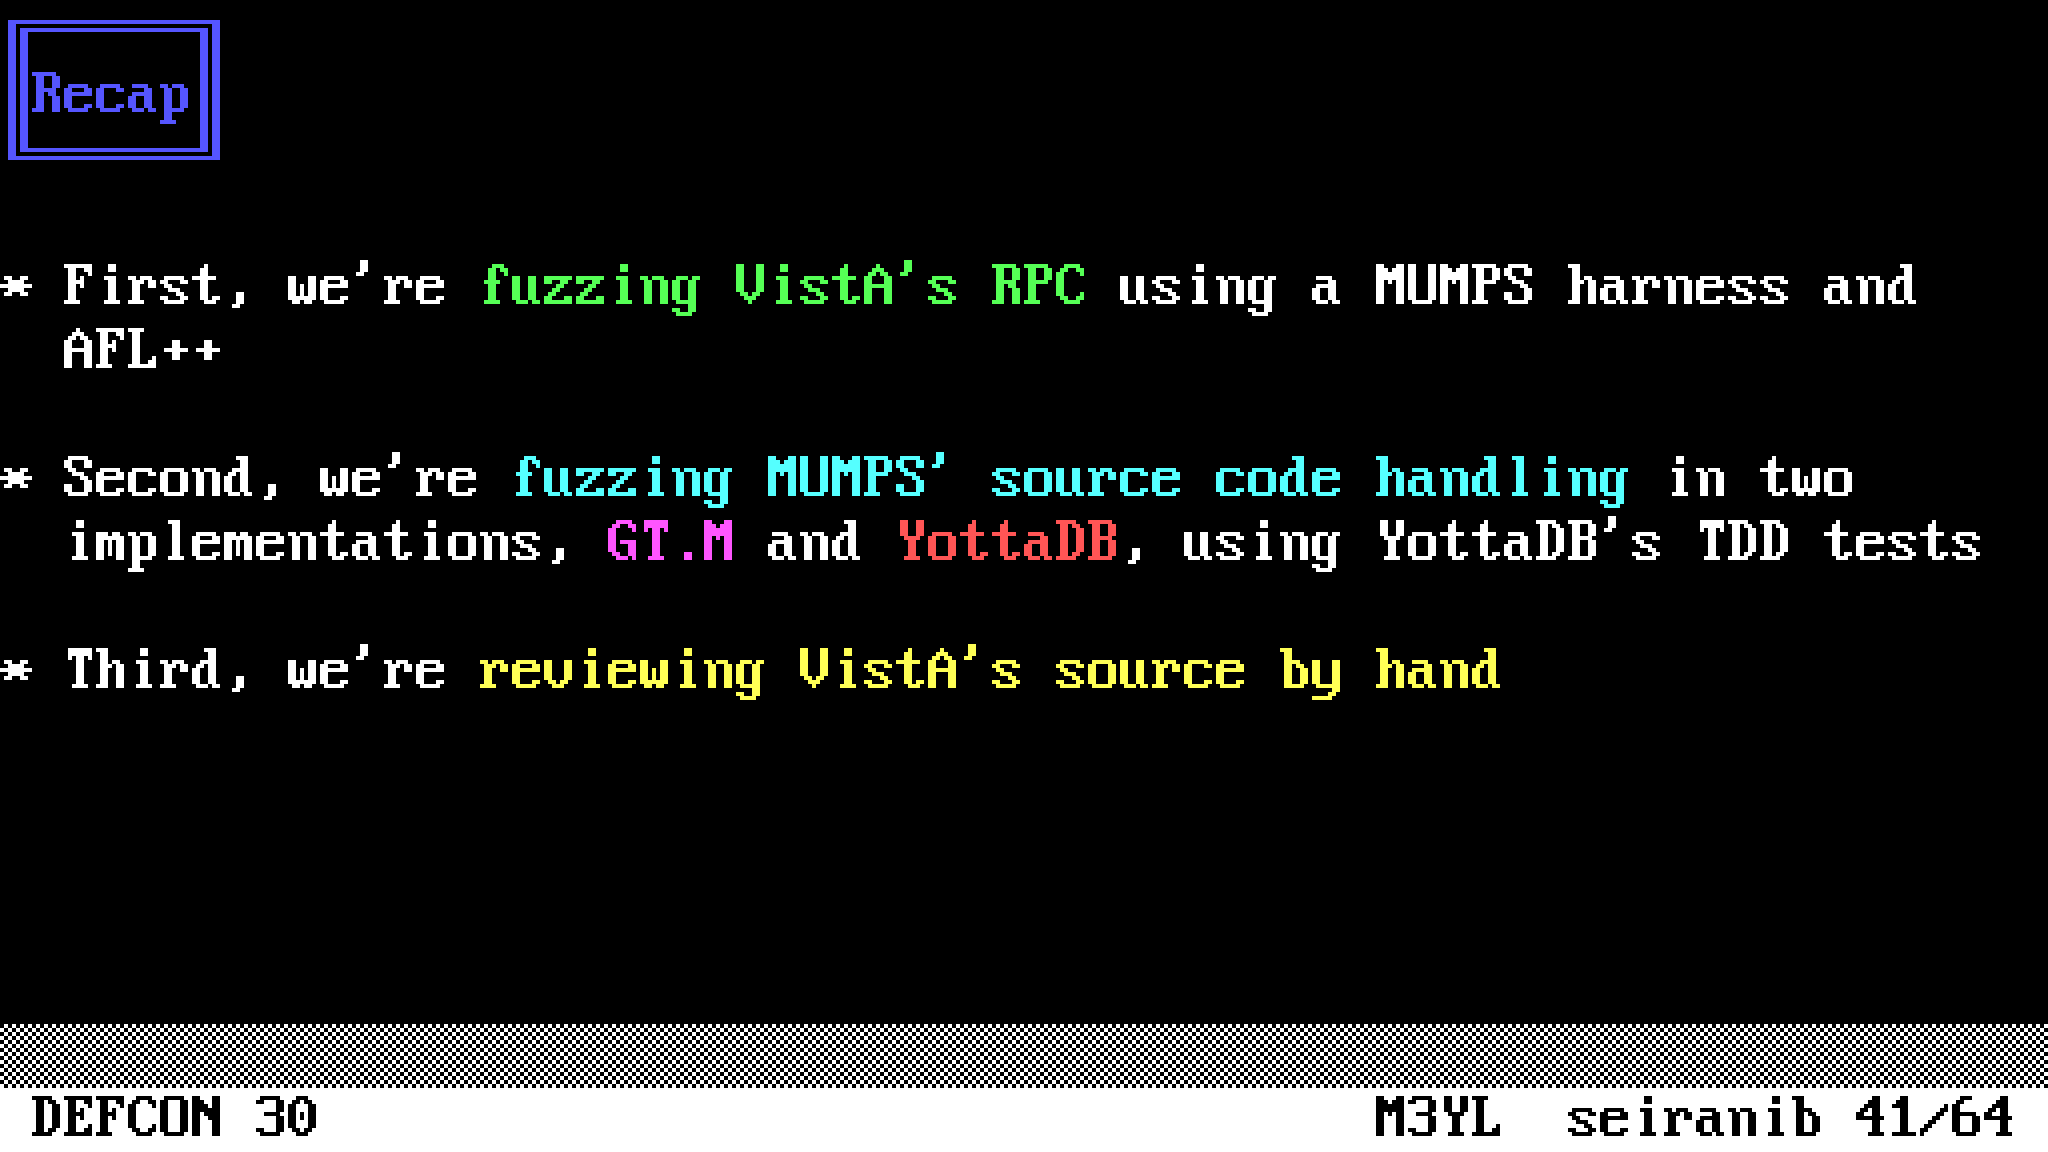 Recap
* First, we're fuzzing VistA's RPC using a MUMPS harness and
AFL++
* Second, we're fuzzing MUMPS' source code handling in two
implementations, GT.M and YottaDB, using YottaDB's TDD tests
* Third, we're reviewing VistA's source by hand
DEFCON 30 M3YL seiranib 41/64